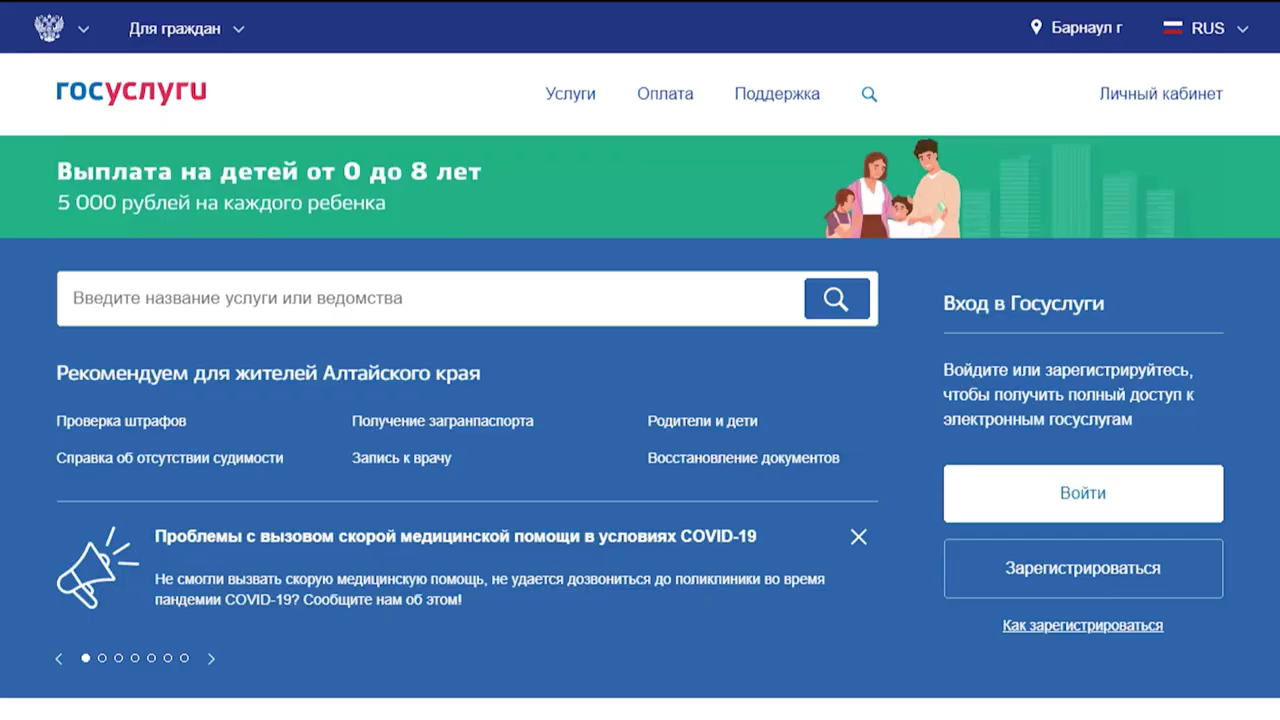 Для граждан
Барнаул г
RUS
госуслуги
Услуги
Оплата
Поддержка
Личный кабинет
Выплата на детей от 0 до 8 лет
5 000 рублей на каждого ребенка
Введите название услуги или ведомства
Рекомендуем для жителей Алтайского края
Проверка штрафов
Получение загранпаспорта
Родители и дети
Справка об отсутствии судимости
Запись к врачу
Восстановление документов
Проблемы с вызовом скорой медицинской помощи в условиях COVID-19
Не смогли вызвать скорую медицинскую помощь, не удается дозвониться до поликлиники во время
пандемии COVID-19? Сообщите нам об этом!
Вход в Госуслуги
Войдите или зарегистрируйтесь,
чтобы получить полный доступ к
электронным госуслугам
Войти
Зарегистрироваться
Как зарегистрироваться